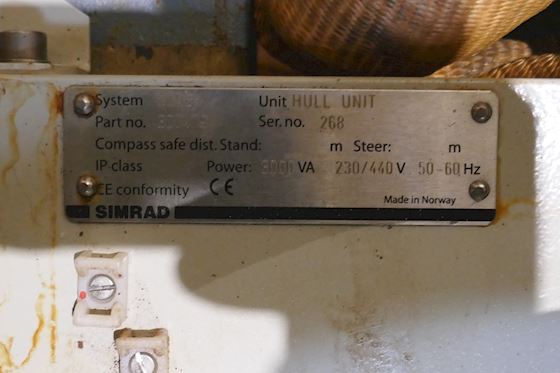 System Unit HULL UNIT
Part no. Ser.no. 268
Compass safe dist. Stand: m Steer: m
IP-class Power: 3000 VA 230/440 V 50-60 Hz
CE conformity CE
SIMRAD Made in Norway